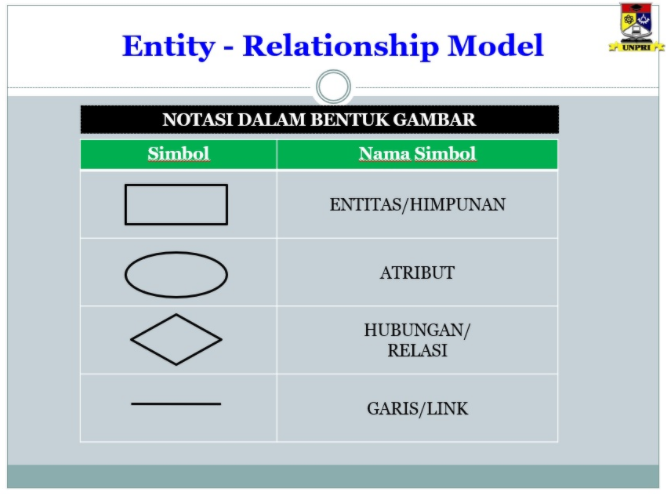 Entity - Relationship Model
UNPRI
NOTASI DALAM BENTUK GAMBAR
Simbol Nama Simbol
ENTITAS/HIMPUNAN
ATRIBUT
HUBUNGAN/
RELASI
GARIS/LINK